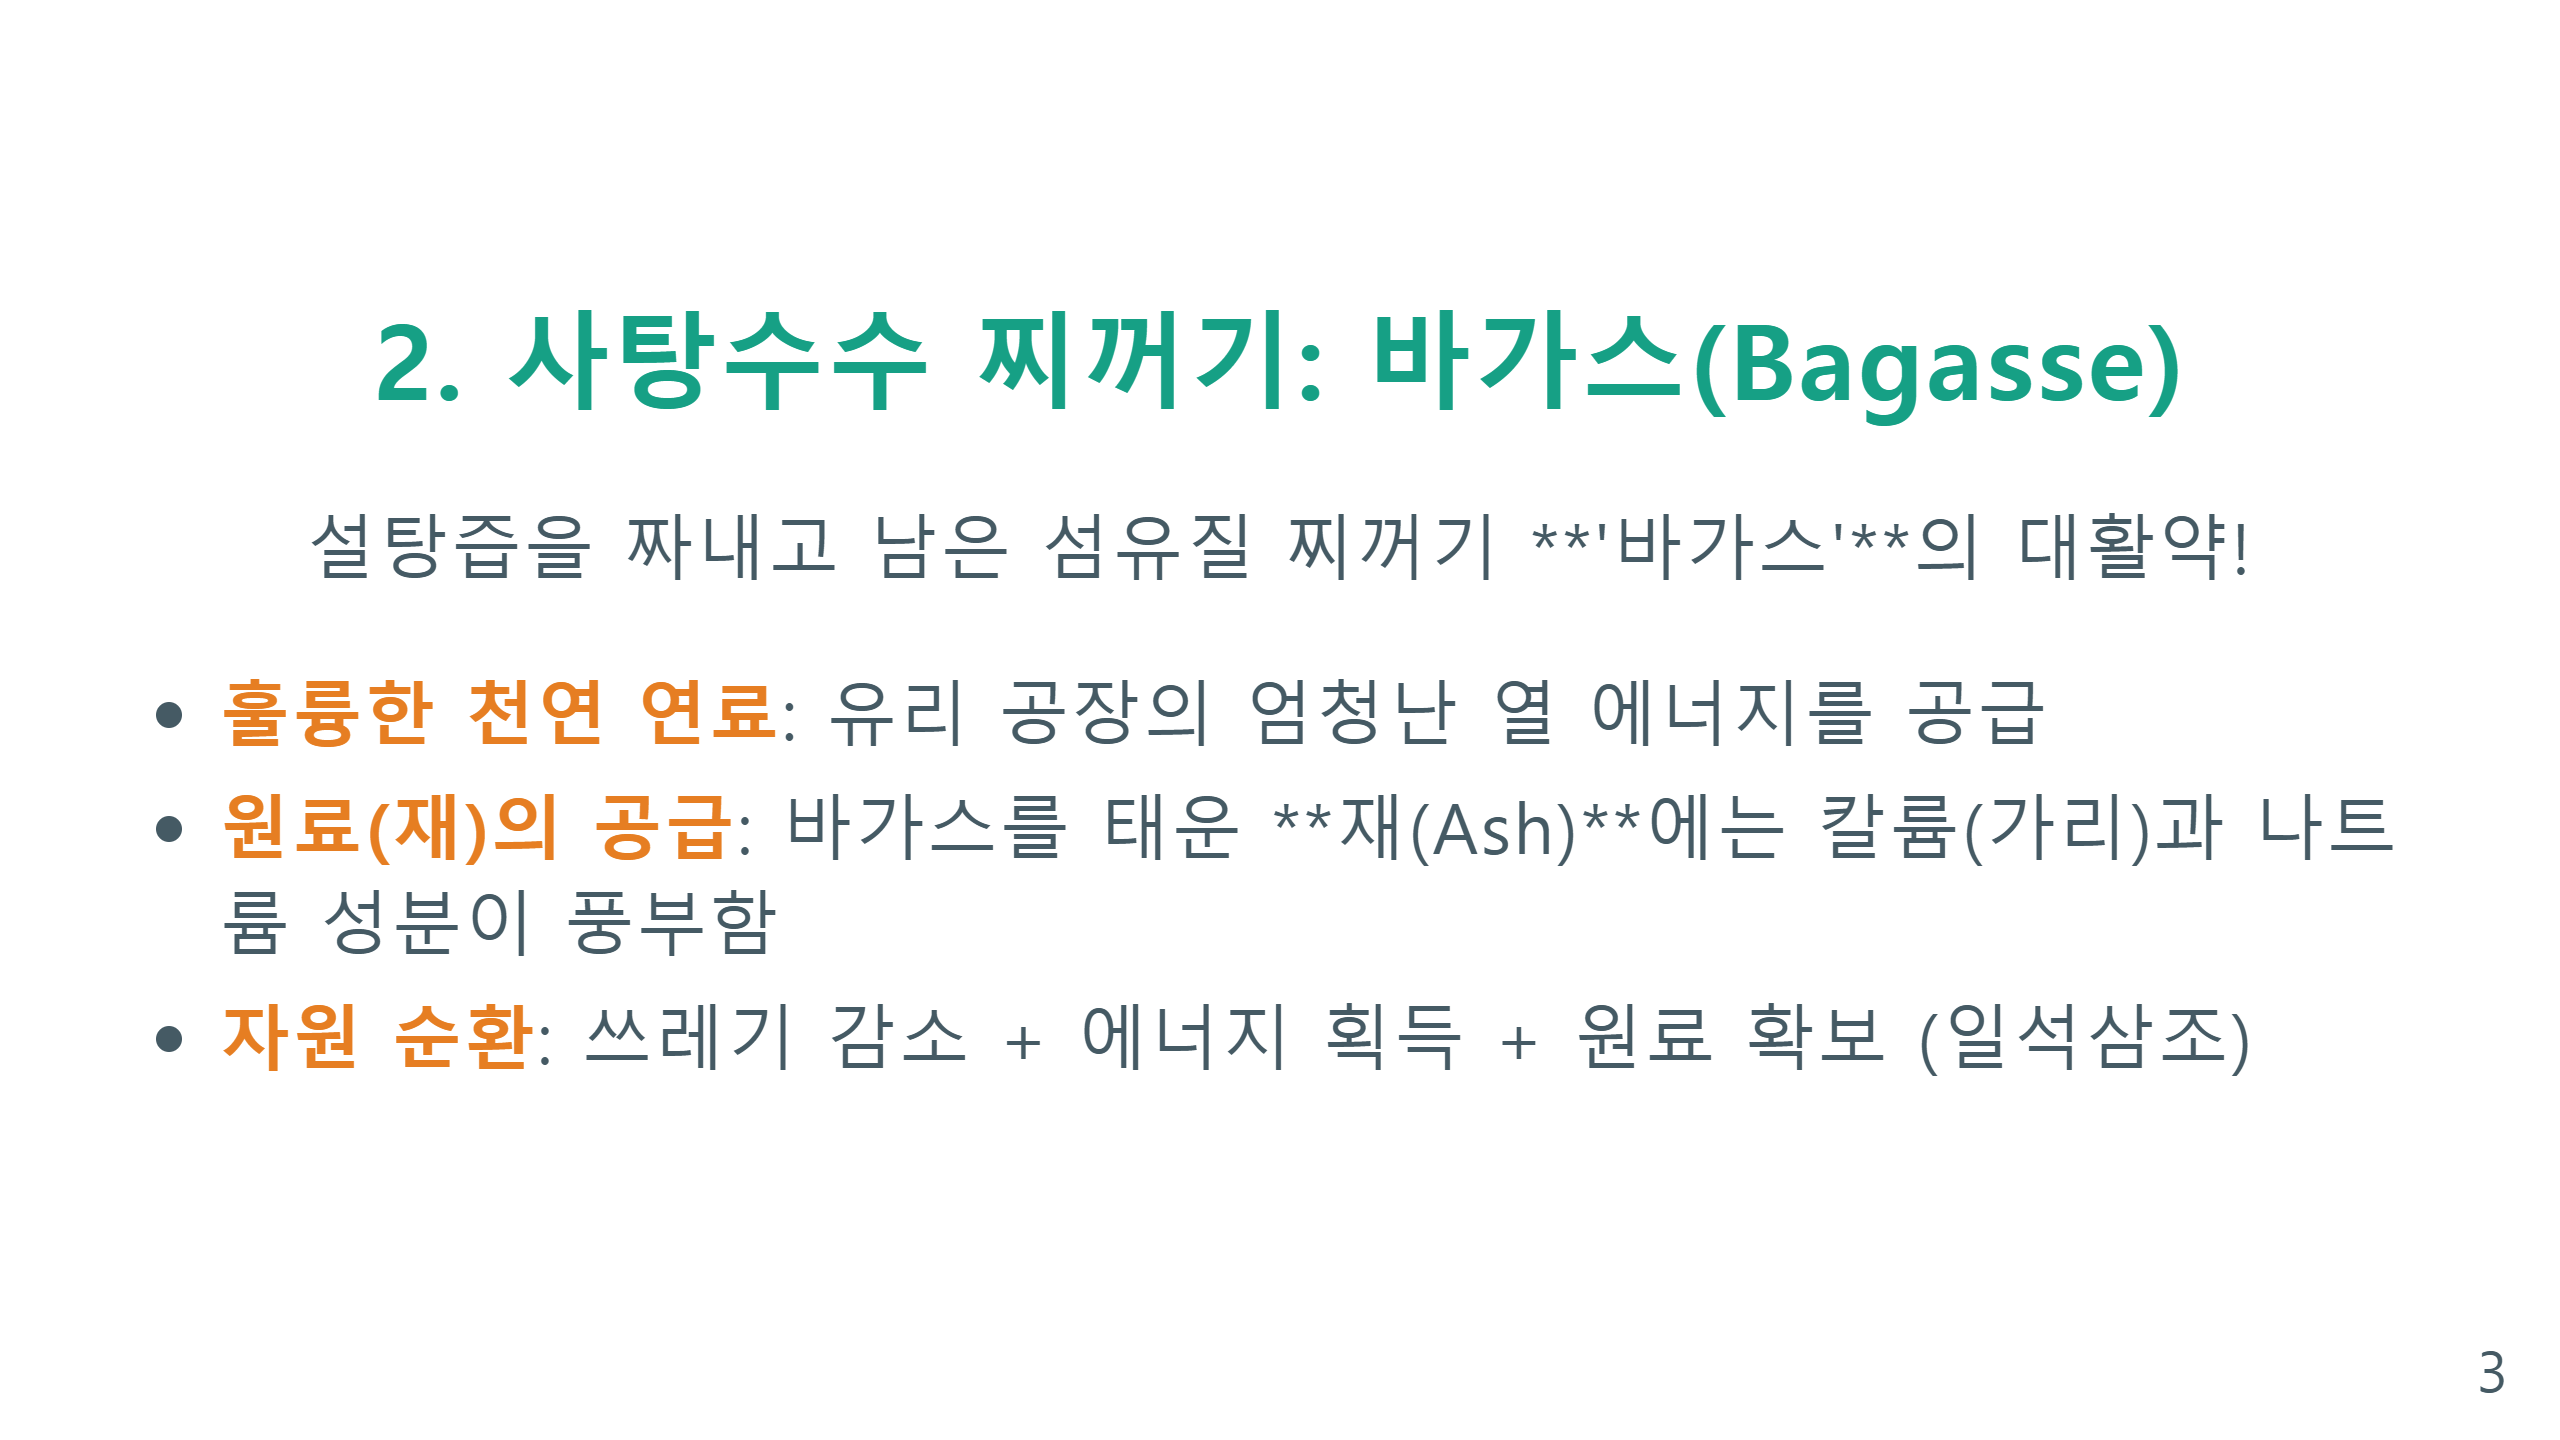 2. 사탕수수 찌꺼기: 바가스(Bagasse)
설탕즙을 짜내고 남은 섬유질 찌꺼기 **'바가스'**의 대활약!
• 훌륭한 천연 연료: 유리 공장의 엄청난 열 에너지를 공급
• 원료(재)의 공급: 바가스를 태운 **재(Ash)**에는 칼륨(가리)과 나트
륨 성분이 풍부함
• 자원 순환: 쓰레기 감소 + 에너지 획득 + 원료 확보 (일석삼조)
3